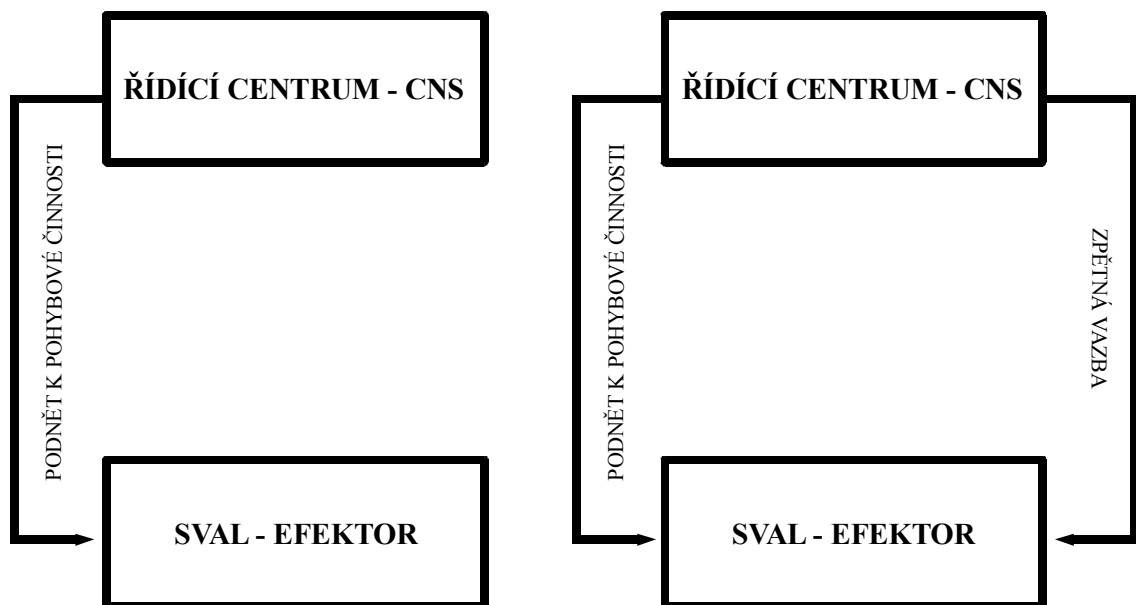 ŘÍDÍCÍ CENTRUM - CNS
PODNĚT K POHYBOVÉ ČINNOSTI
SVAL - EFEKTOR
ŘÍDÍCÍ CENTRUM - CNS
PODNĚT K POHYBOVÉ ČINNOSTI
ZPĚTNÁ VAZBA
SVAL - EFEKTOR